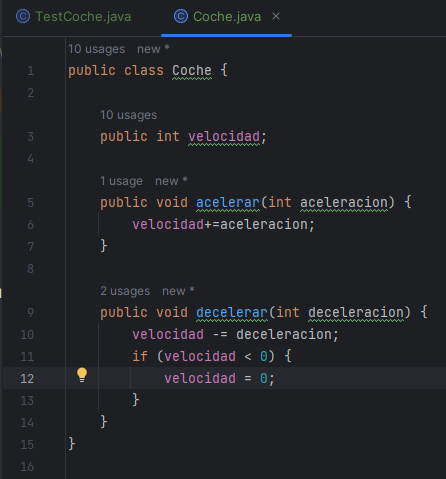 TestCoche.java Coche.java
10 usages new *
1 public class Coche {
2
10 usages
3 public int velocidad;
4
1 usage new *
5 public void acelerar(int aceleracion) {
6 velocidad+=aceleracion;
7 }
8
2 usages new *
9 public void decelerar(int deceleracion) {
10 velocidad -= deceleracion;
11 if (velocidad < 0) {
12 velocidad = 0;
13 }
14 }
15 }
16